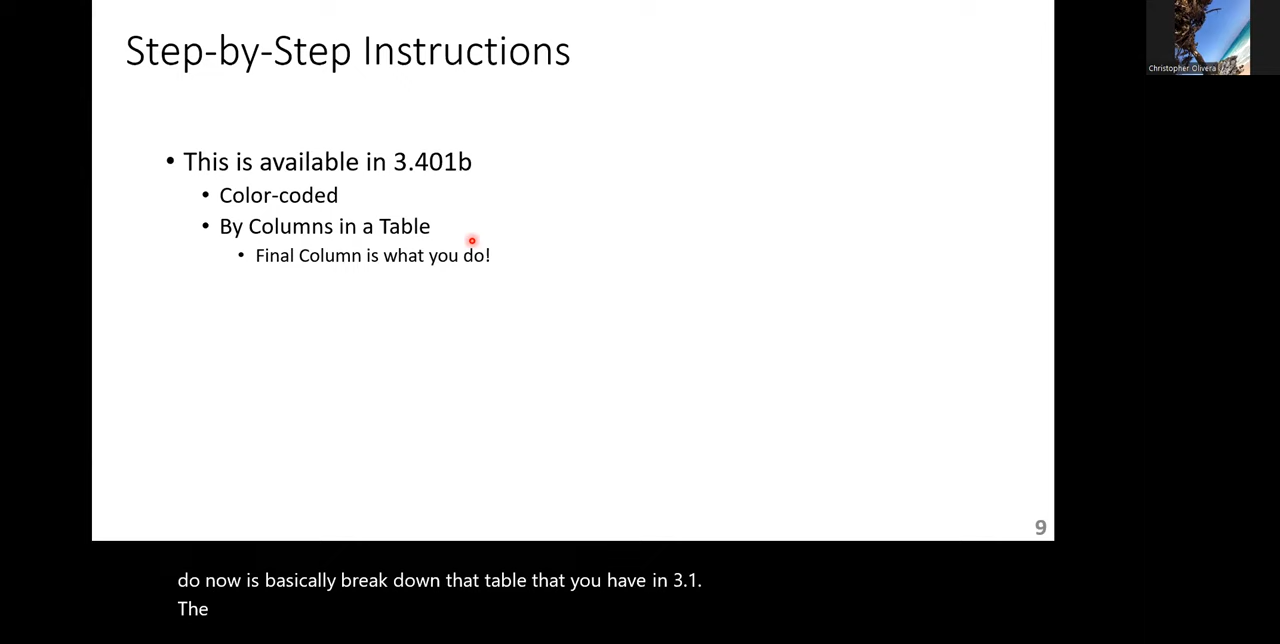 Step-by-Step Instructions
Christopher Olivera
• This is available in 3.401b
• Color-coded
• By Columns in a Table
• Final Column is what you do!
9
do now is basically break down that table that you have in 3.1.
The